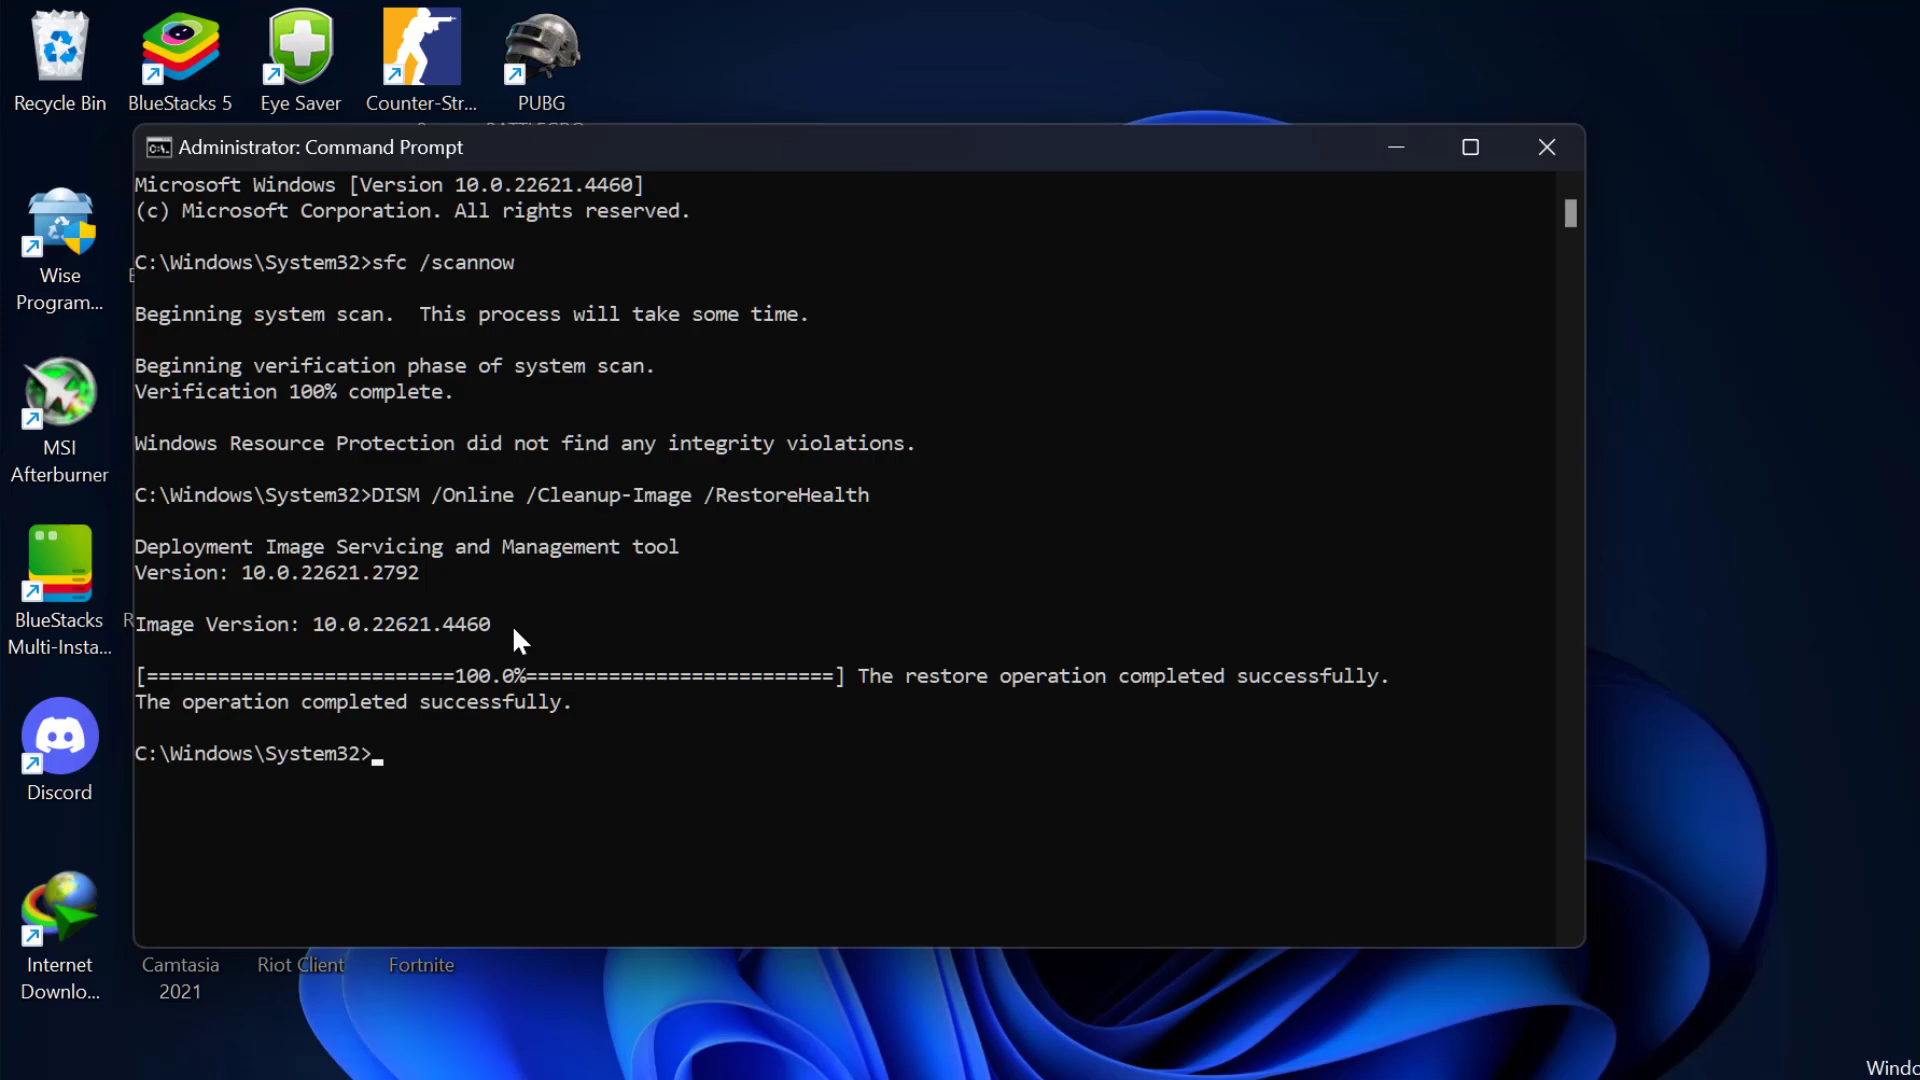 Recycle Bin
BlueStacks 5
Eye Saver
Counter-Str...
PUBG
Administrator: Command Prompt
Microsoft Windows [Version 10.0.22621.4460]
(c) Microsoft Corporation. All rights reserved.
C:\Windows\System32>sfc /scannow
Beginning system scan.  This process will take some time.
Beginning verification phase of system scan.
Verification 100% complete.
Windows Resource Protection did not find any integrity violations.
C:\Windows\System32>DISM /Online /Cleanup-Image /RestoreHealth
Deployment Image Servicing and Management tool
Version: 10.0.22621.2792
Image Version: 10.0.22621.4460
[==========================100.0%==========================] The restore operation completed successfully.
The operation completed successfully.
C:\Windows\System32>
Wise
Program...
MSI
Afterburner
BlueStacks
Multi-Insta...
Discord
Internet
Downlo...
Camtasia
2021
Riot Client
Fortnite